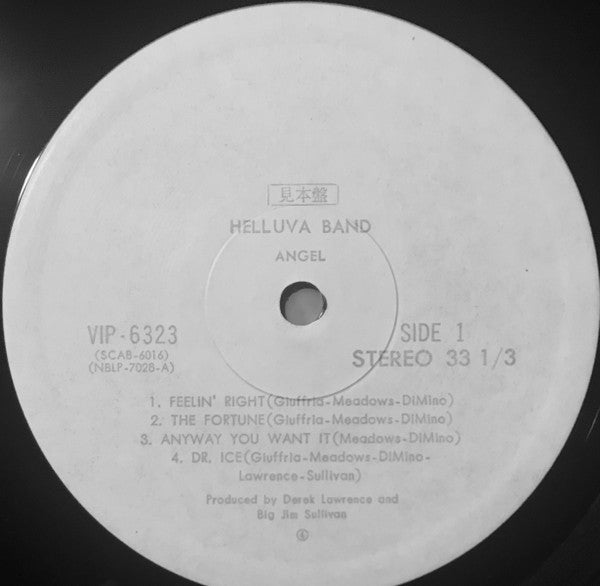 見本盤
HELLUVA BAND
ANGEL
VIP-6323
(SCAB-6016)
(NBLP-7028-A)
SIDE 1
STEREO 33 1/3
1. FEELIN' RIGHT(Giuffria-Meadows-DiMino)
2. THE FORTUNE(Giuffria-Meadows-DiMino)
3. ANYWAY YOU WANT IT(Meadows-DiMino)
4. DR. ICE(Giuffria-Meadows-DiMino-
Lawrence-Sullivan)
Produced by Derek Lawrence and
Big Jim Sullivan
④